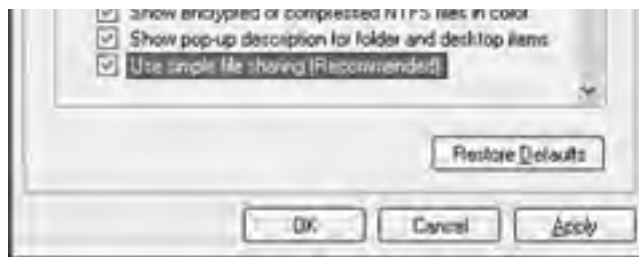 Show encrypted or compressed NTFS files in color
Show pop-up description for folder and desktop items
Use simple file sharing (Recommended)
Restore Defaults
OK Cancel Apply